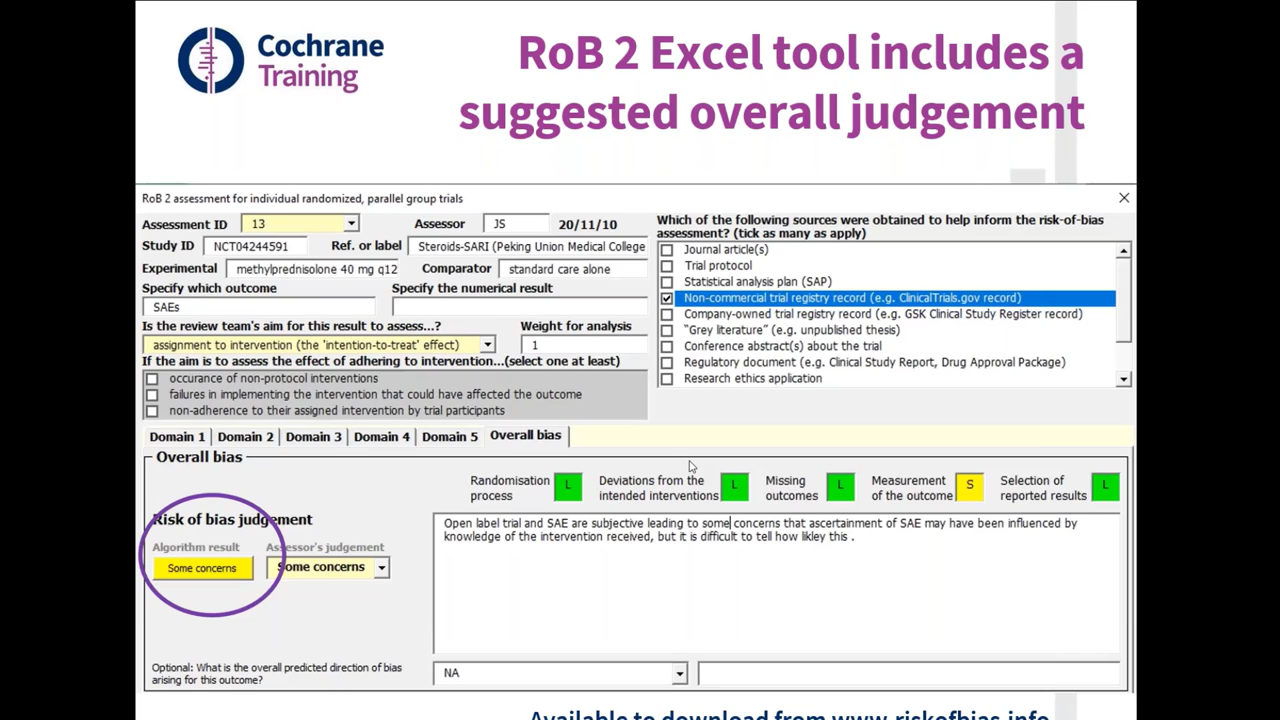 Cochrane
Training
RoB 2 Excel tool includes a
suggested overall judgement
RoB 2 assessment for individual randomized, parallel group trials
Assessment ID 13 Assessor JS 20/11/10
Study ID NCT04244591 Ref. or label Steroids-SARI (Peking Union Medical College
Experimental methylprednisolone 40 mg q12 Comparator standard care alone
Specify which outcome Specify the numerical result
SAEs
Is the review team's aim for this result to assess...? Weight for analysis
assignment to intervention (the 'intention-to-treat' effect) 1
If the aim is to assess the effect of adhering to intervention...(select one at least)
occurance of non-protocol interventions
failures in implementing the intervention that could have affected the outcome
non-adherence to their assigned intervention by trial participants
Which of the following sources were obtained to help inform the risk-of-bias
assessment? (tick as many as apply)
Journal article(s)
Trial protocol
Statistical analysis plan (SAP)
Non-commercial trial registry record (e.g. ClinicalTrials.gov record)
Company-owned trial registry record (e.g. GSK Clinical Study Register record)
“Grey literature” (e.g. unpublished thesis)
Conference abstract(s) about the trial
Regulatory document (e.g. Clinical Study Report, Drug Approval Package)
Research ethics application
Domain 1 Domain 2 Domain 3 Domain 4 Domain 5 Overall bias
Overall bias
Randomisation
process L
Deviations from the
intended interventions L
Missing
outcomes L
Measurement
of the outcome S
Selection of
reported results L
Risk of bias judgement
Algorithm result Assessor's judgement
Some concerns Some concerns
Open label trial and SAE are subjective leading to some concerns that ascertainment of SAE may have been influenced by
knowledge of the intervention received, but it is difficult to tell how likley this .
Optional: What is the overall predicted direction of bias
arising for this outcome?
NA
Available to download from www.riskofbias.info